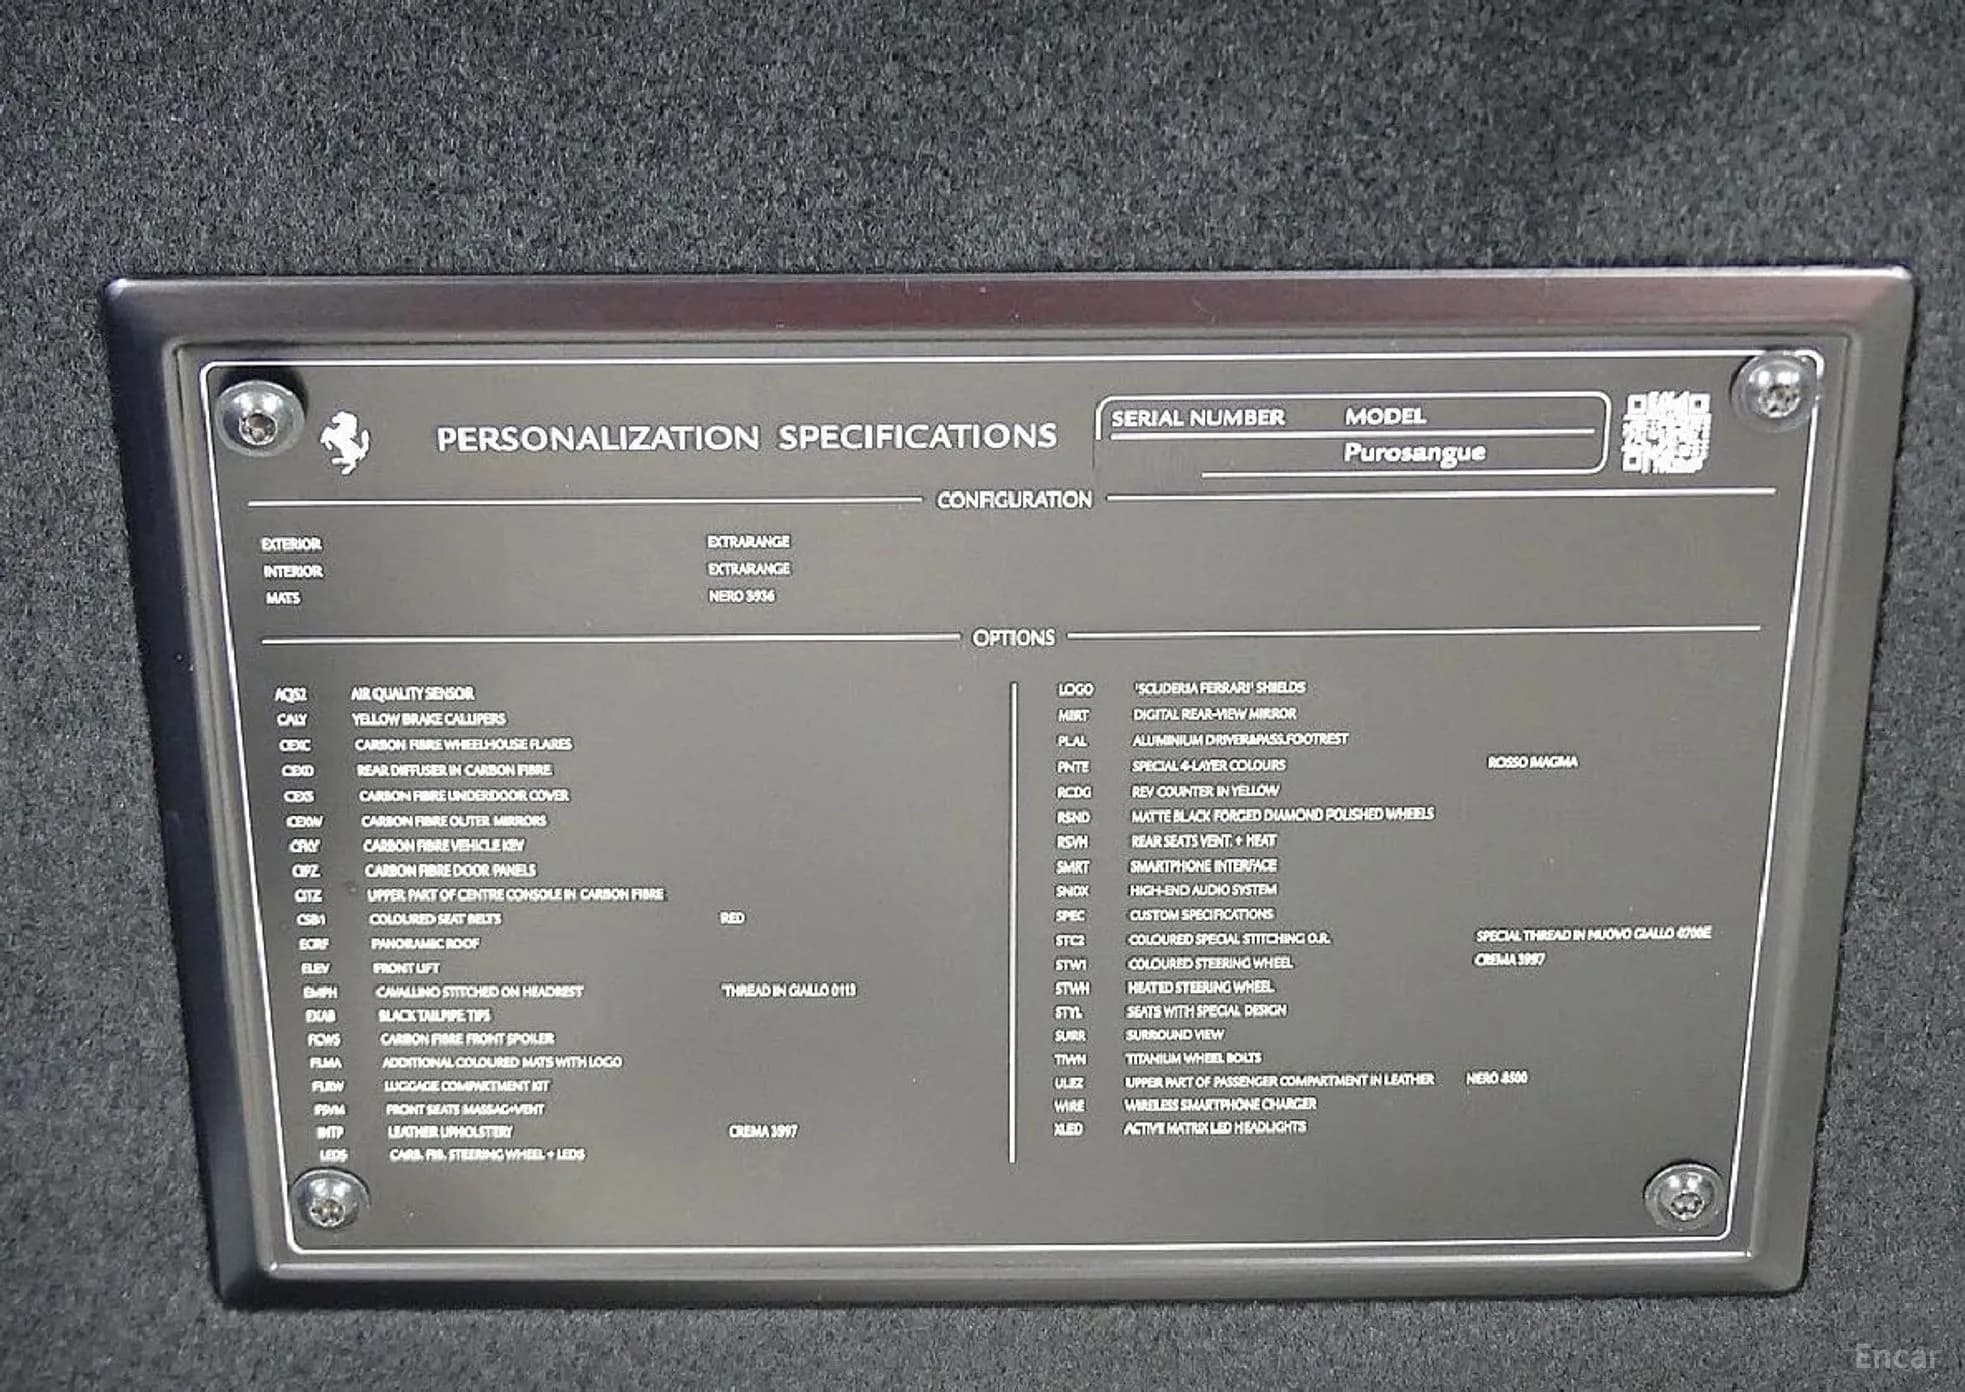 PERSONALIZATION SPECIFICATIONS
SERIAL NUMBER MODEL
Purosangue
CONFIGURATION
EXTERIOR EXTRARANGE
INTERIOR EXTRARANGE
MATS NERO 3936
OPTIONS
AQS2 AIR QUALITY SENSOR
CALY YELLOW BRAKE CALLIPERS
CEXC CARBON FIBRE WHEELHOUSE FLARES
CEXD REAR DIFFUSER IN CARBON FIBRE
CEXS CARBON FIBRE UNDERDOOR COVER
CEXW CARBON FIBRE OUTER MIRRORS
CFKY CARBON FIBRE VEHICLE KEY
CIPZ CARBON FIBRE DOOR PANELS
CITZ UPPER PART OF CENTRE CONSOLE IN CARBON FIBRE
CSB1 COLOURED SEAT BELTS RED
ECRF PANORAMIC ROOF
ELEV FRONT LIFT
EMPH CAVALLINO STITCHED ON HEADREST 'THREAD IN GIALLO 0113
EXAB BLACK TAILPIPE TIPS
FCWS CARBON FIBRE FRONT SPOILER
FLMA ADDITIONAL COLOURED MATS WITH LOGO
FLRW LUGGAGE COMPARTMENT KIT
FSVM FRONT SEATS MASSAG+VENT
INTP LEATHER UPHOLSTERY CREMA 3997
LEDS CARB. FIB. STEERING WHEEL + LEDS
LOGO 'SCUDERIA FERRARI' SHIELDS
MIRT DIGITAL REAR-VIEW MIRROR
PLAL ALUMINIUM DRIVER&PASS.FOOTREST
PNTE SPECIAL 4-LAYER COLOURS ROSSO MAGMA
RCDG REV COUNTER IN YELLOW
RSND MATTE BLACK FORGED DIAMOND POLISHED WHEELS
RSVH REAR SEATS VENT. + HEAT
SMRT SMARTPHONE INTERFACE
SNDX HIGH-END AUDIO SYSTEM
SPEC CUSTOM SPECIFICATIONS
STC2 COLOURED SPECIAL STITCHING O.R. SPECIAL THREAD IN NUOVO GIALLO 0700E
STW1 COLOURED STEERING WHEEL CREMA 3997
STWH HEATED STEERING WHEEL
STYL SEATS WITH SPECIAL DESIGN
SURR SURROUND VIEW
TIWH TITANIUM WHEEL BOLTS
ULEZ UPPER PART OF PASSENGER COMPARTMENT IN LEATHER NERO 8500
WIRE WIRELESS SMARTPHONE CHARGER
XLED ACTIVE MATRIX LED HEADLIGHTS
Encar